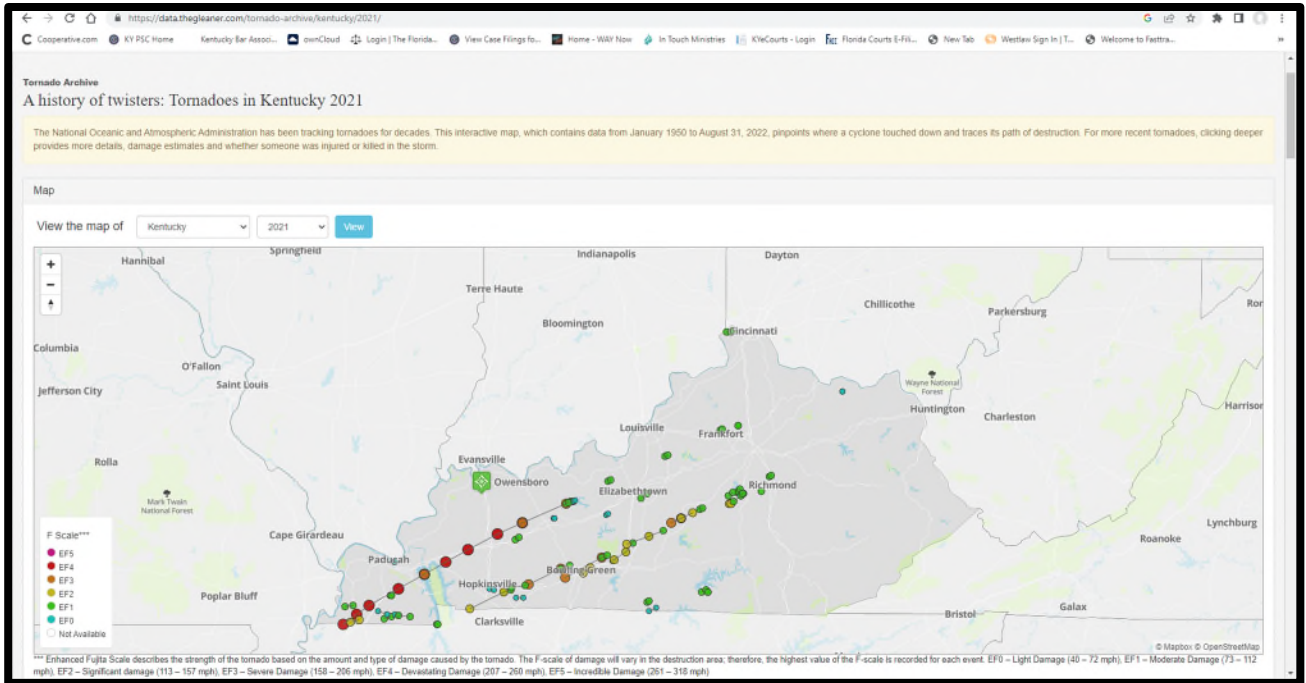 https://data.thegleaner.com/tornado-archive/kentucky/2021/
Cooperative.com KY PSC Home Kentucky Bar Associ... ownCloud Login | The Florida... View Case Filings fo... Home - WAY Now In Touch Ministries KYeCourts - Login Florida Courts E-Fili... New Tab Westlaw Sign In | T... Welcome to Fasttra...
Tornado Archive
A history of twisters: Tornadoes in Kentucky 2021
The National Oceanic and Atmospheric Administration has been tracking tornadoes for decades. This interactive map, which contains data from January 1950 to August 31, 2022, pinpoints where a cyclone touched down and traces its path of destruction. For more recent tornadoes, clicking deeper
provides more details, damage estimates and whether someone was injured or killed in the storm.
Map
View the map of Kentucky 2021 View
Hannibal
Springfield
Indianapolis
Dayton
Terre Haute
Chillicothe
Parkersburg
Ror
Bloomington
Cincinnati
Columbia
O'Fallon
Saint Louis
Jefferson City
Wayne National
Forest
Huntington
Charleston
Harrisor
Louisville
Frankfort
Rolla
Evansville
Owensboro
Elizabethtown
Richmond
Mark Twain
National Forest
Lynchburg
Cape Girardeau
Roanoke
Paducah
Bowling Green
Hopkinsville
Poplar Bluff
Clarksville
Bristol
Galax
F Scale***
EF5
EF4
EF3
EF2
EF1
EF0
Not Available
© Mapbox © OpenStreetMap
*** Enhanced Fujita Scale describes the strength of the tornado based on the amount and type of damage caused by the tornado. The F-scale of damage will vary in the destruction area; therefore, the highest value of the F-scale is recorded for each event. EF0 – Light Damage (40 – 72 mph), EF1 – Moderate Damage (73 – 112
mph), EF2 – Significant damage (113 – 157 mph), EF3 – Severe Damage (158 – 206 mph), EF4 – Devastating Damage (207 – 260 mph), EF5 – Incredible Damage (261 – 318 mph)